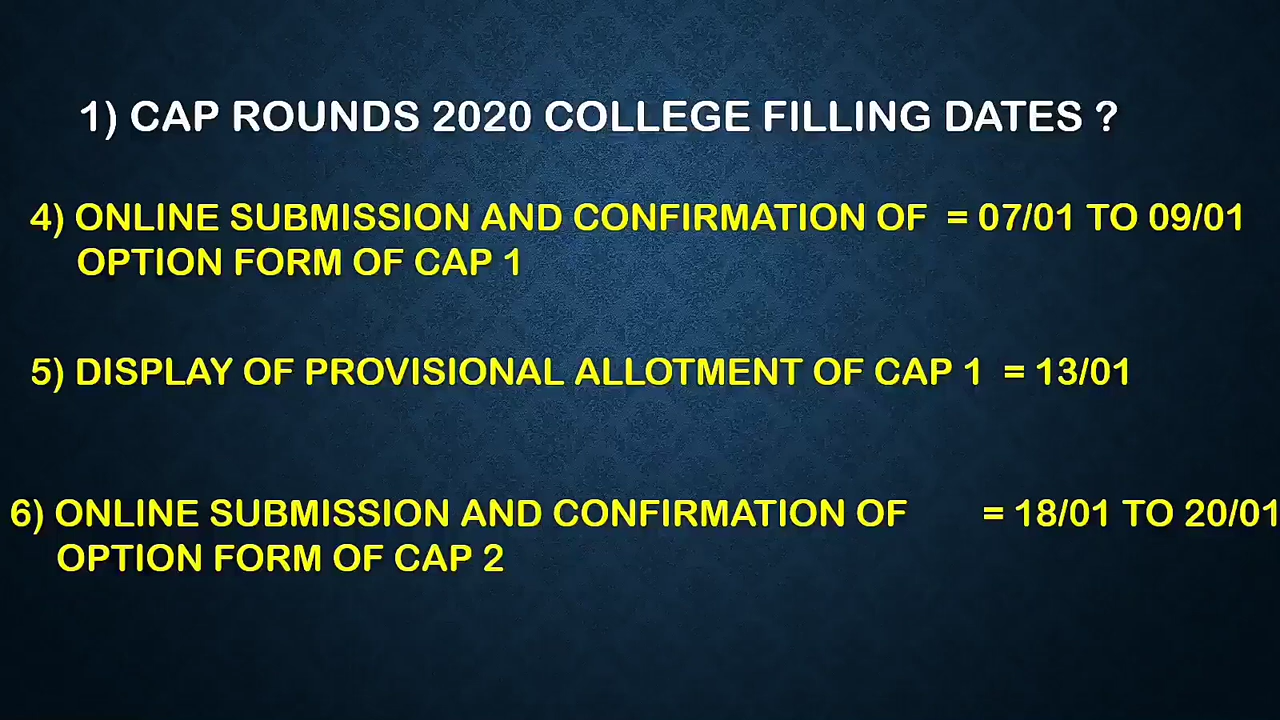 1) CAP ROUNDS 2020 COLLEGE FILLING DATES ?
4) ONLINE SUBMISSION AND CONFIRMATION OF = 07/01 TO 09/01
OPTION FORM OF CAP 1
5) DISPLAY OF PROVISIONAL ALLOTMENT OF CAP 1 = 13/01
6) ONLINE SUBMISSION AND CONFIRMATION OF = 18/01 TO 20/01
OPTION FORM OF CAP 2